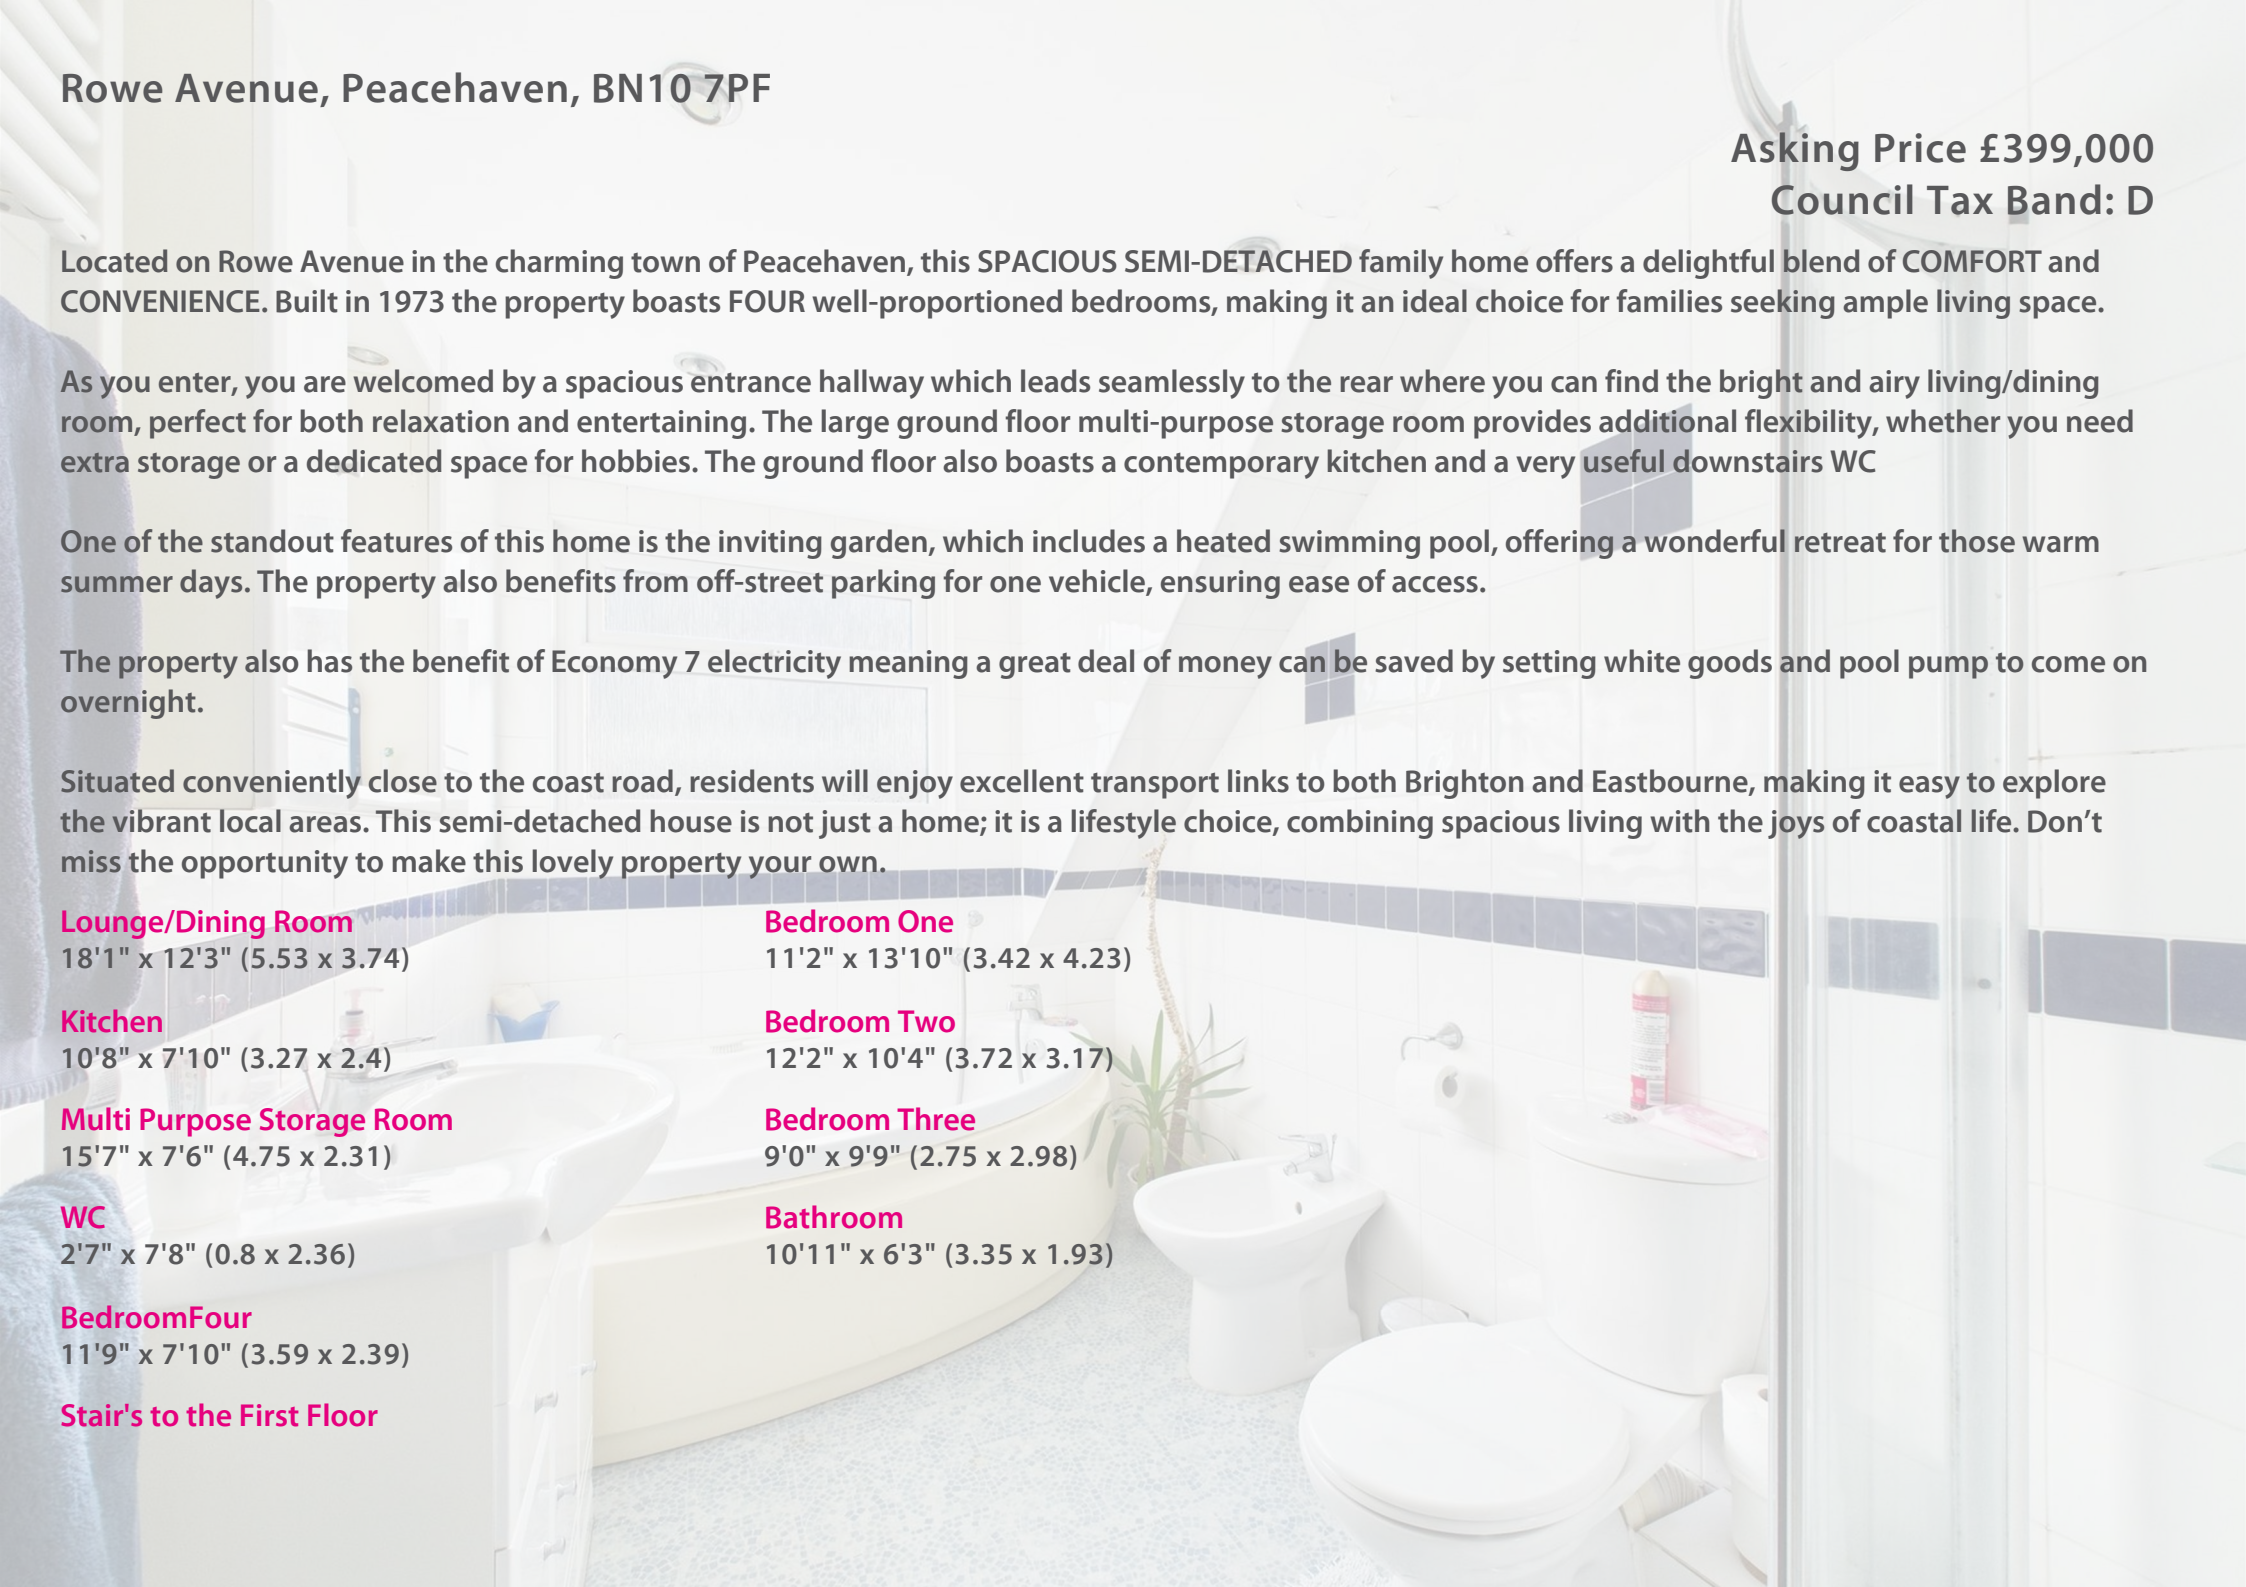 Rowe Avenue, Peacehaven, BN10 7PF
Asking Price £399,000
Council Tax Band: D
Located on Rowe Avenue in the charming town of Peacehaven, this SPACIOUS SEMI-DETACHED family home offers a delightful blend of COMFORT and
CONVENIENCE. Built in 1973 the property boasts FOUR well-proportioned bedrooms, making it an ideal choice for families seeking ample living space.
As you enter, you are welcomed by a spacious entrance hallway which leads seamlessly to the rear where you can find the bright and airy living/dining
room, perfect for both relaxation and entertaining. The large ground floor multi-purpose storage room provides additional flexibility, whether you need
extra storage or a dedicated space for hobbies. The ground floor also boasts a contemporary kitchen and a very useful downstairs WC
One of the standout features of this home is the inviting garden, which includes a heated swimming pool, offering a wonderful retreat for those warm
summer days. The property also benefits from off-street parking for one vehicle, ensuring ease of access.
The property also has the benefit of Economy 7 electricity meaning a great deal of money can be saved by setting white goods and pool pump to come on
overnight.
Situated conveniently close to the coast road, residents will enjoy excellent transport links to both Brighton and Eastbourne, making it easy to explore
the vibrant local areas. This semi-detached house is not just a home; it is a lifestyle choice, combining spacious living with the joys of coastal life. Don’t
miss the opportunity to make this lovely property your own.
Lounge/Dining Room
18'1" x 12'3" (5.53 x 3.74)
Kitchen
10'8" x 7'10" (3.27 x 2.4)
Multi Purpose Storage Room
15'7" x 7'6" (4.75 x 2.31)
WC
2'7" x 7'8" (0.8 x 2.36)
BedroomFour
11'9" x 7'10" (3.59 x 2.39)
Stair's to the First Floor
Bedroom One
11'2" x 13'10" (3.42 x 4.23)
Bedroom Two
12'2" x 10'4" (3.72 x 3.17)
Bedroom Three
9'0" x 9'9" (2.75 x 2.98)
Bathroom
10'11" x 6'3" (3.35 x 1.93)